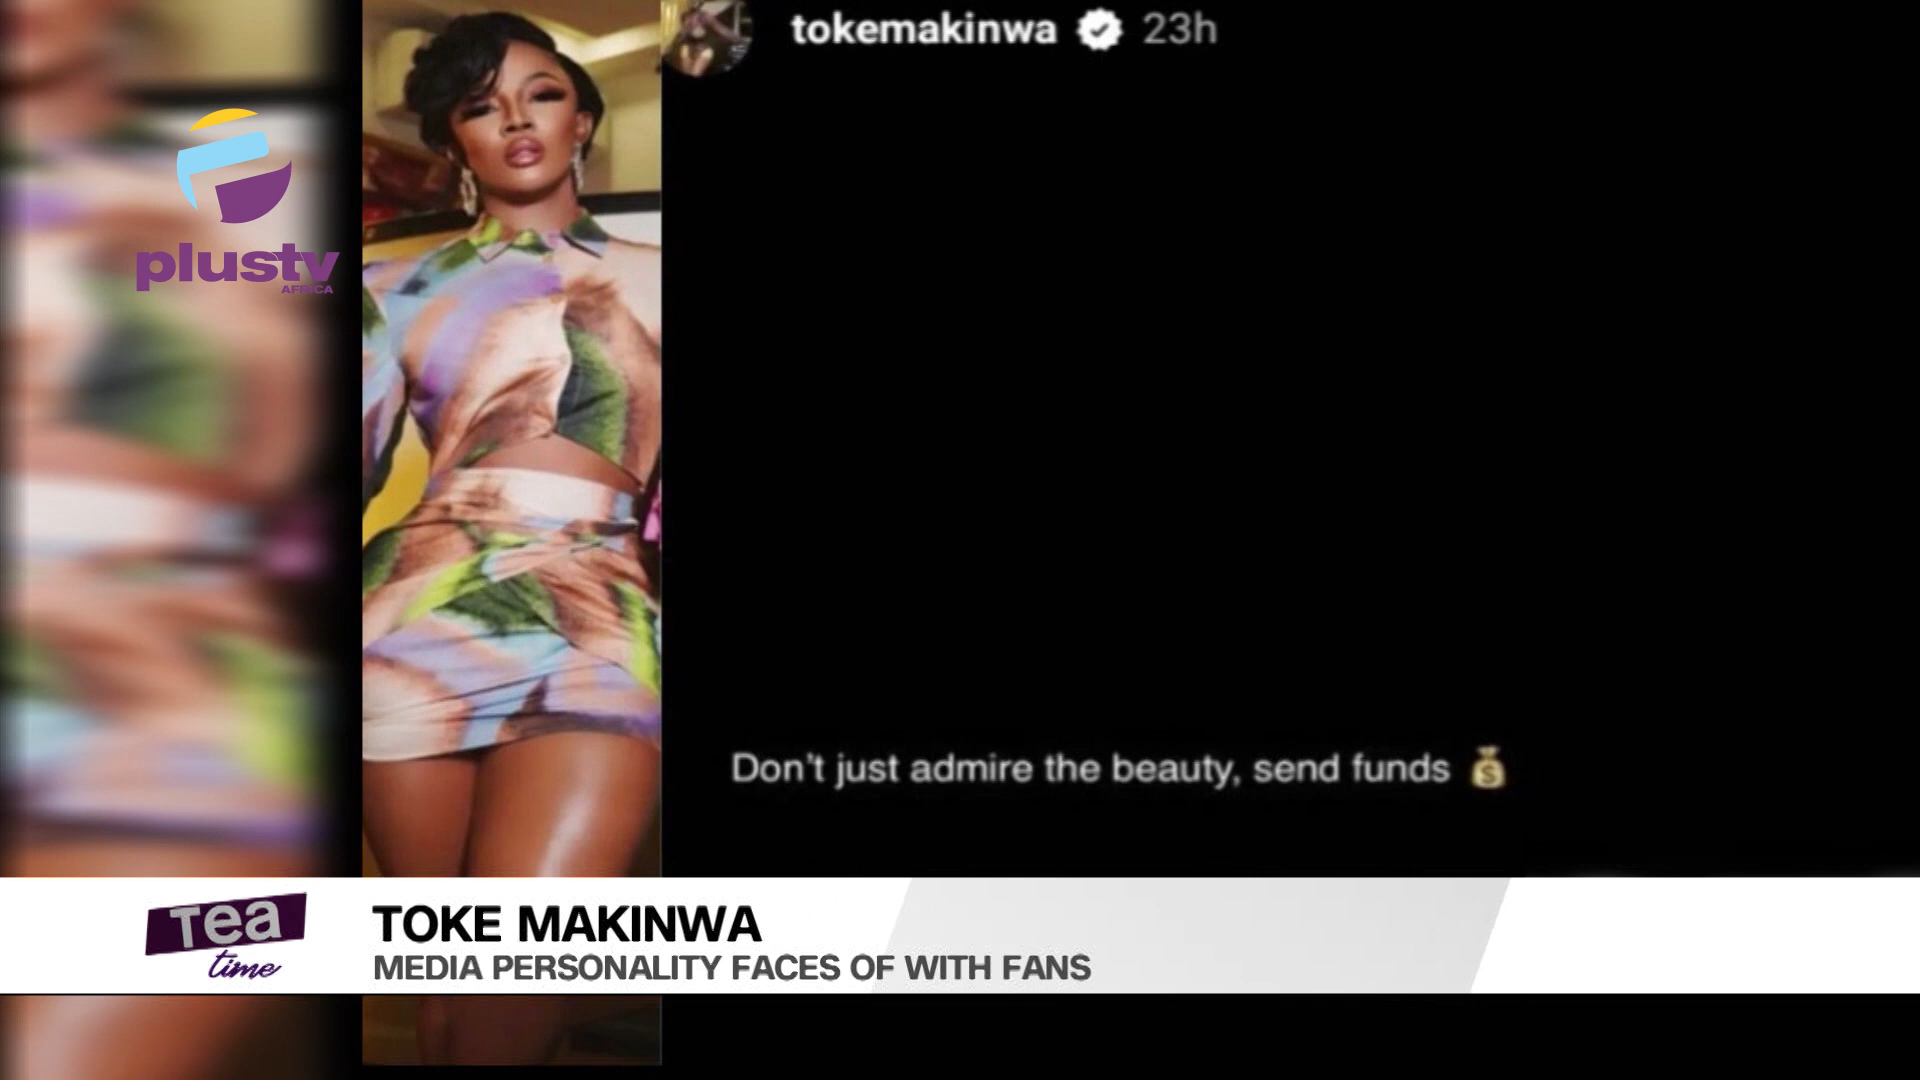 tokemakinwa 23h
plustv
AFRICA
Don't just admire the beauty, send funds 💰
Tea
time
TOKE MAKINWA
MEDIA PERSONALITY FACES OF WITH FANS